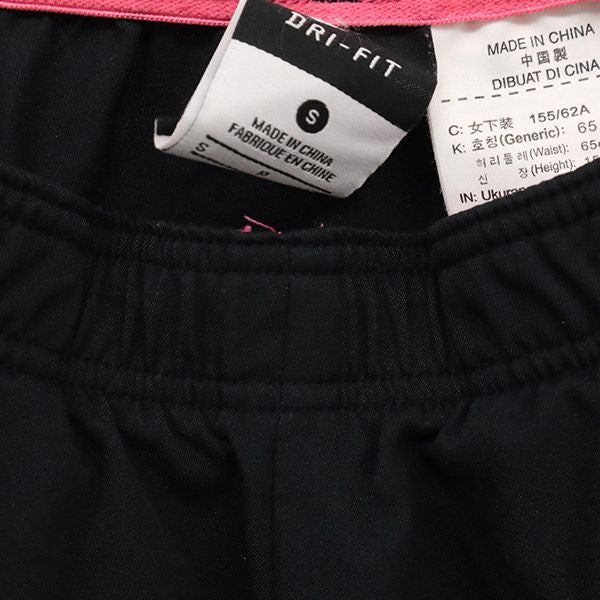 DRI-FIT
S
MADE IN CHINA
FABRIQUE EN CHINE
S P
MADE IN CHINA
中国製
DIBUAT DI CINA
C: 女下装 155/62A
K: 호칭(Generic): 65
허리둘레(Waist): 65
신 장(Height):
IN: